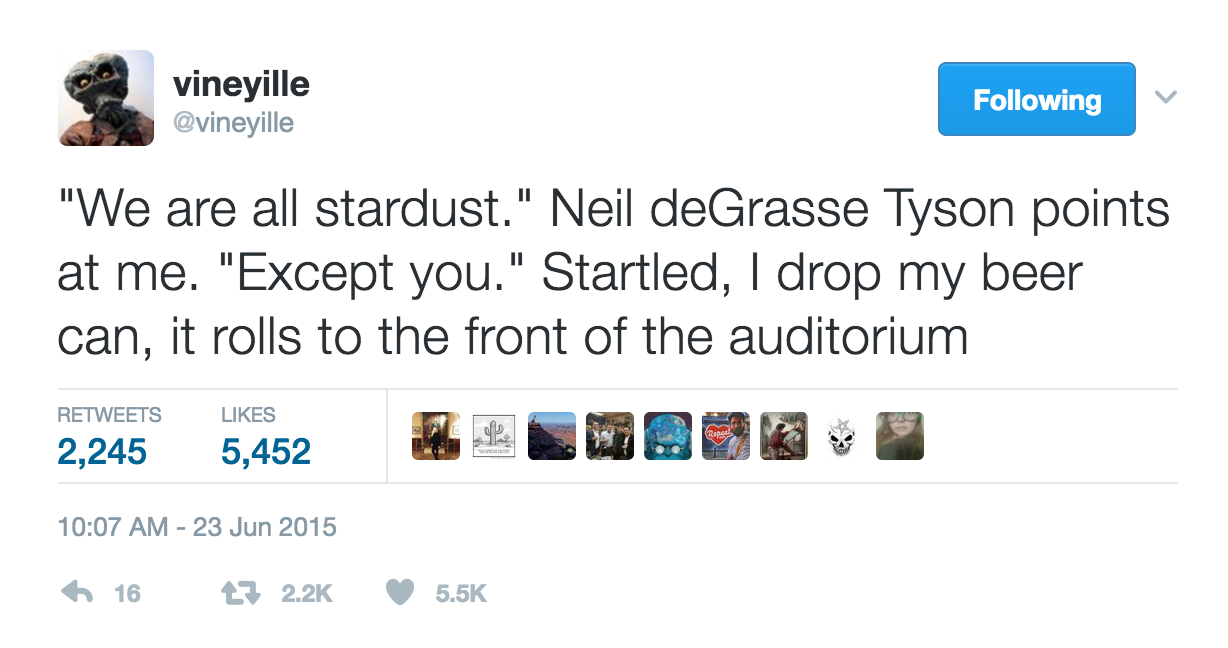 vineyille
@vineyille
Following
"We are all stardust." Neil deGrasse Tyson points
at me. "Except you." Startled, I drop my beer
can, it rolls to the front of the auditorium
RETWEETS LIKES
2,245 5,452
Repeal
10:07 AM - 23 Jun 2015
16 2.2K 5.5K